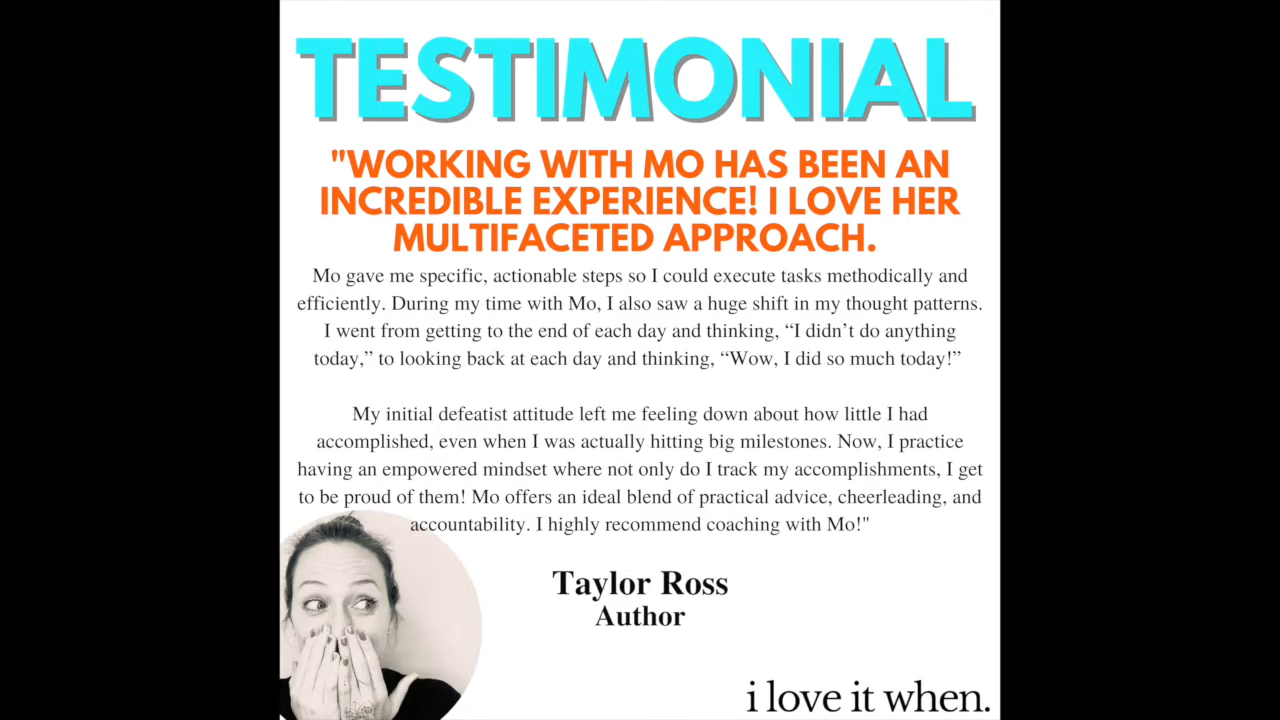 TESTIMONIAL
"WORKING WITH MO HAS BEEN AN
INCREDIBLE EXPERIENCE! I LOVE HER
MULTIFACETED APPROACH.
Mo gave me specific, actionable steps so I could execute tasks methodically and
efficiently. During my time with Mo, I also saw a huge shift in my thought patterns.
I went from getting to the end of each day and thinking, “I didn’t do anything
today,” to looking back at each day and thinking, “Wow, I did so much today!”
My initial defeatist attitude left me feeling down about how little I had
accomplished, even when I was actually hitting big milestones. Now, I practice
having an empowered mindset where not only do I track my accomplishments, I get
to be proud of them! Mo offers an ideal blend of practical advice, cheerleading, and
accountability. I highly recommend coaching with Mo!"
Taylor Ross
Author
i love it when.